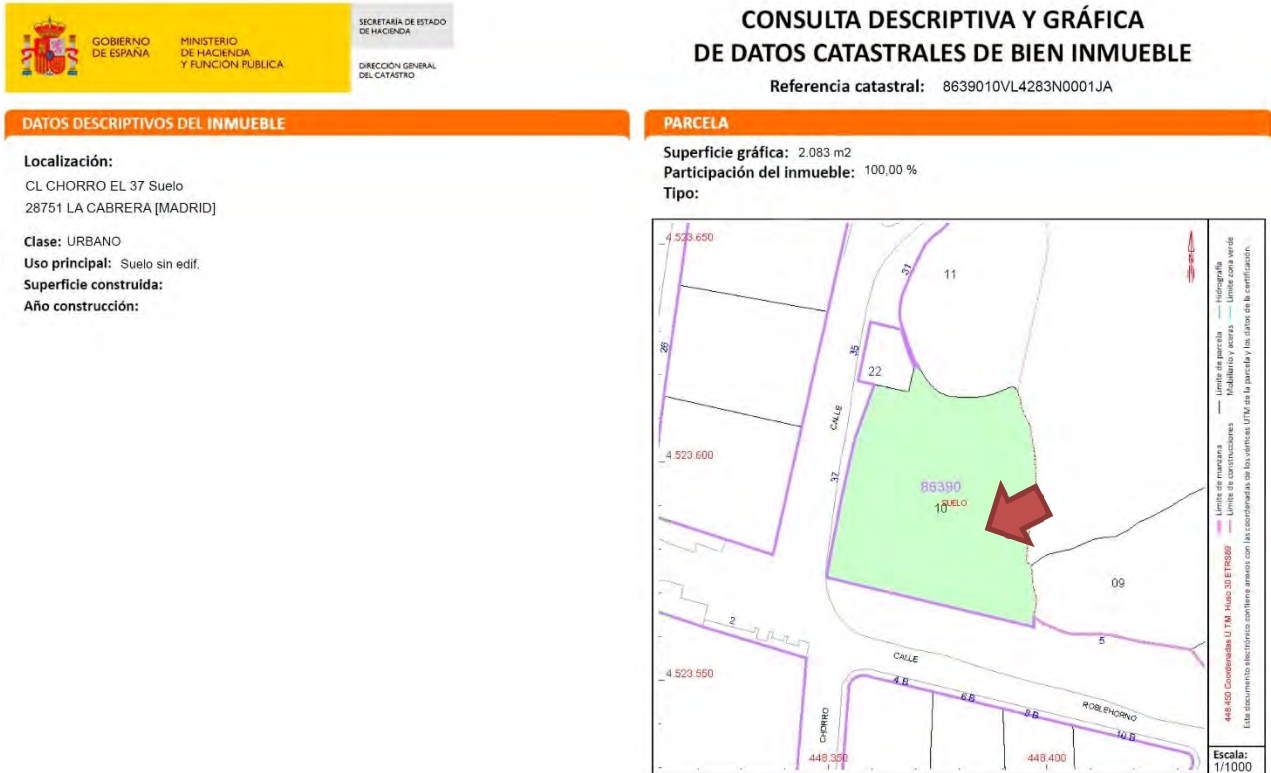 GOBIERNO
DE ESPAÑA
MINISTERIO
DE HACIENDA
Y FUNCIÓN PÚBLICA
SECRETARÍA DE ESTADO
DE HACIENDA
DIRECCIÓN GENERAL
DEL CATASTRO
CONSULTA DESCRIPTIVA Y GRÁFICA
DE DATOS CATASTRALES DE BIEN INMUEBLE
Referencia catastral: 8639010VL4283N0001JA
DATOS DESCRIPTIVOS DEL INMUEBLE
Localización:
CL CHORRO EL 37 Suelo
28751 LA CABRERA [MADRID]
Clase: URBANO
Uso principal: Suelo sin edif.
Superficie construida:
Año construcción:
PARCELA
Superficie gráfica: 2.083 m2
Participación del inmueble: 100,00 %
Tipo:
4.523.650
31
11
26
35
22
CALLE
4.523.600
37
86390
SUELO
10
09
2
5
CALLE
4.523.550
4 B
6 B
8 B
ROBLEHORNO
10 B
CHORRO
448.350
448.400
448.450 Coordenadas U.T.M. Huso 30 ETRS89
Límite de manzana
Límite de parcela
Hidrografía
Límite de construcciones
Mobiliario y aceras
Límite zona verde
Este documento electrónico contiene anexos con las coordenadas de los vértices UTM de la parcela y los datos de la certificación.
Escala:
1/1000